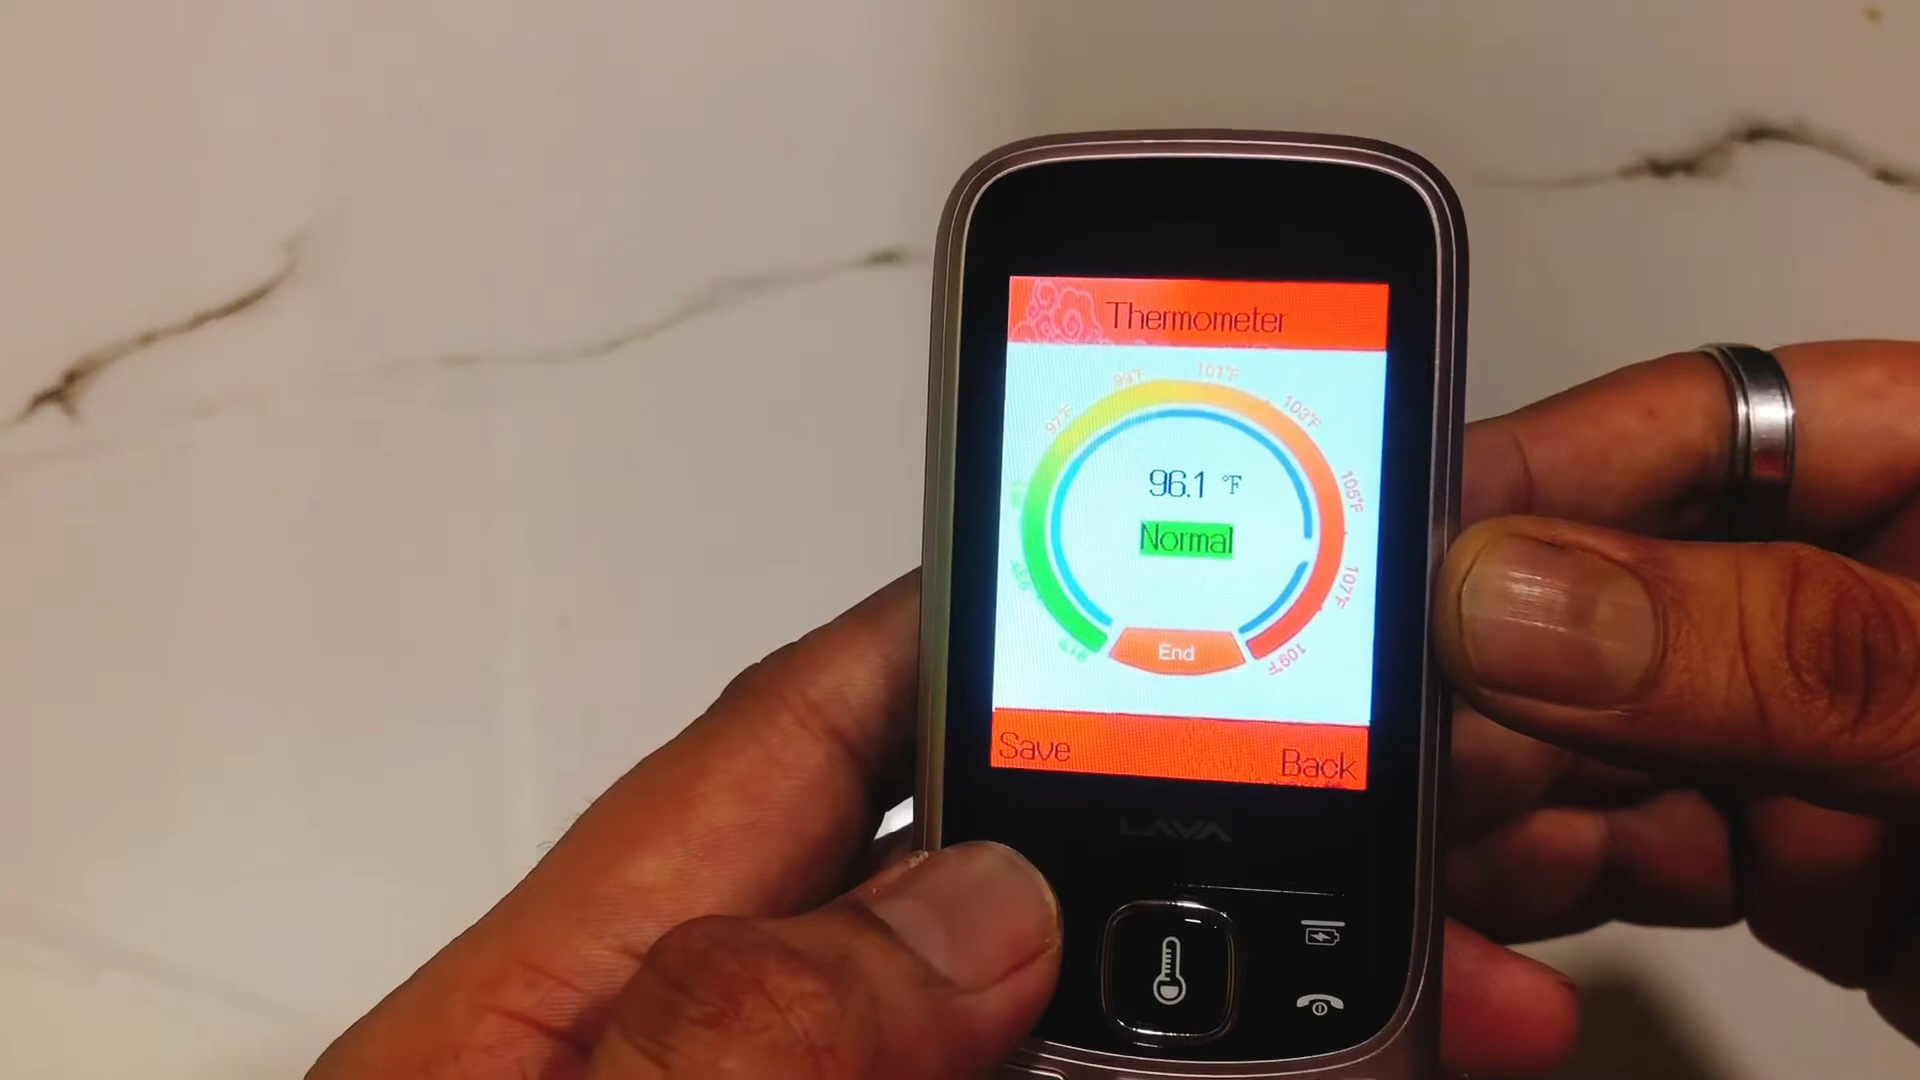 Thermometer
99°F
101°F
97°F
103°F
105°F
96.1 °F
Normal
107°F
109°F
End
Save
Back
LAVA